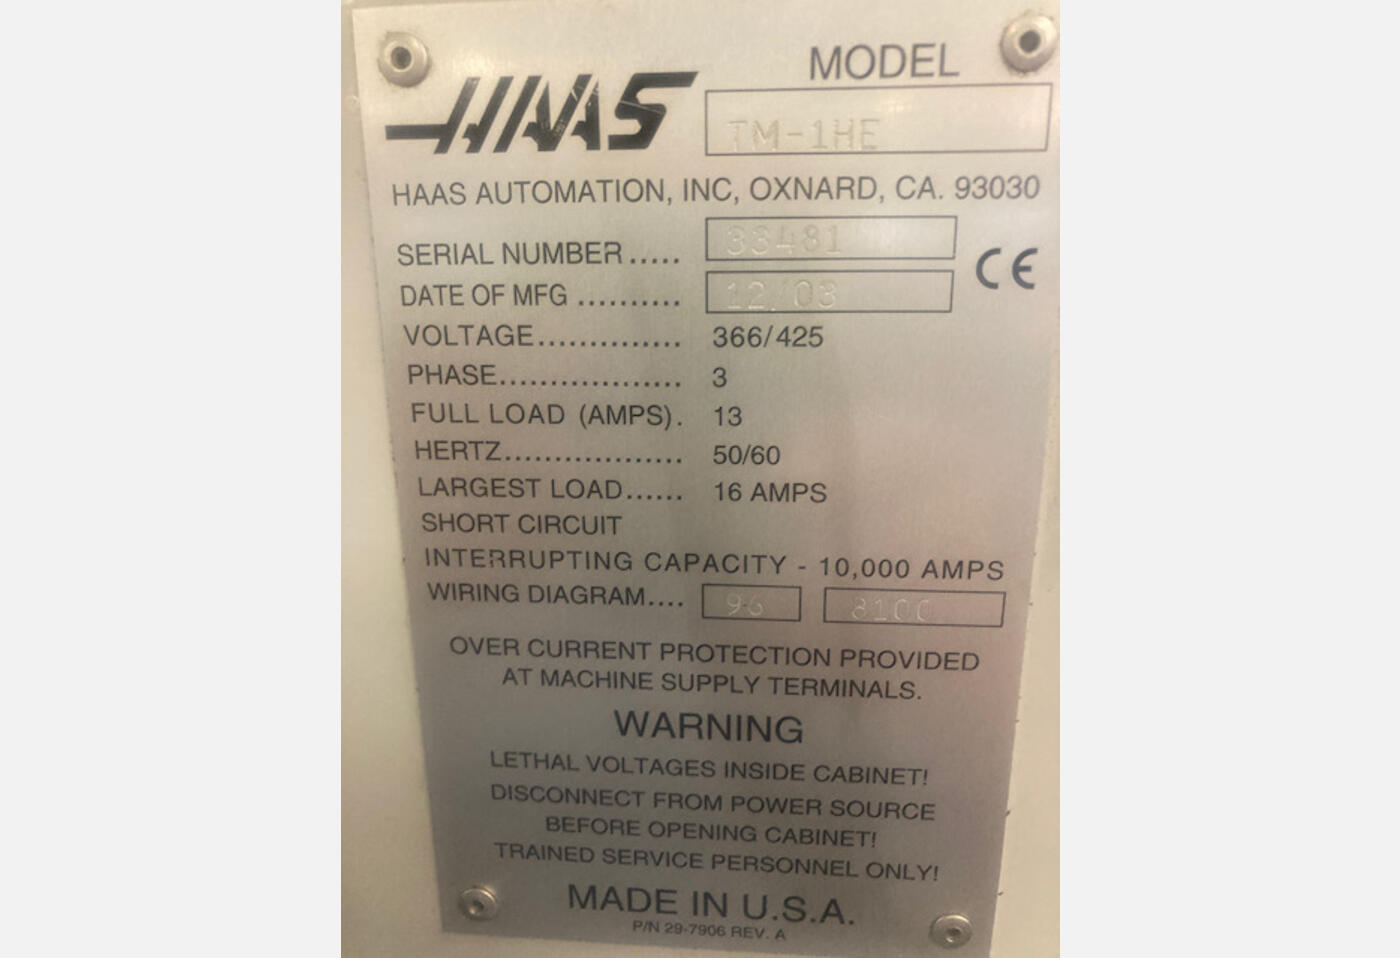 MODEL
HAAS TM-1HE
HAAS AUTOMATION, INC, OXNARD, CA. 93030
SERIAL NUMBER ..... 33481
CE
DATE OF MFG .......... 12/03
VOLTAGE.............. 366/425
PHASE.................. 3
FULL LOAD (AMPS). 13
HERTZ.................. 50/60
LARGEST LOAD...... 16 AMPS
SHORT CIRCUIT
INTERRUPTING CAPACITY - 10,000 AMPS
WIRING DIAGRAM.... 96 8100
OVER CURRENT PROTECTION PROVIDED
AT MACHINE SUPPLY TERMINALS.
WARNING
LETHAL VOLTAGES INSIDE CABINET!
DISCONNECT FROM POWER SOURCE
BEFORE OPENING CABINET!
TRAINED SERVICE PERSONNEL ONLY!
MADE IN U.S.A.
P/N 29-7906 REV. A